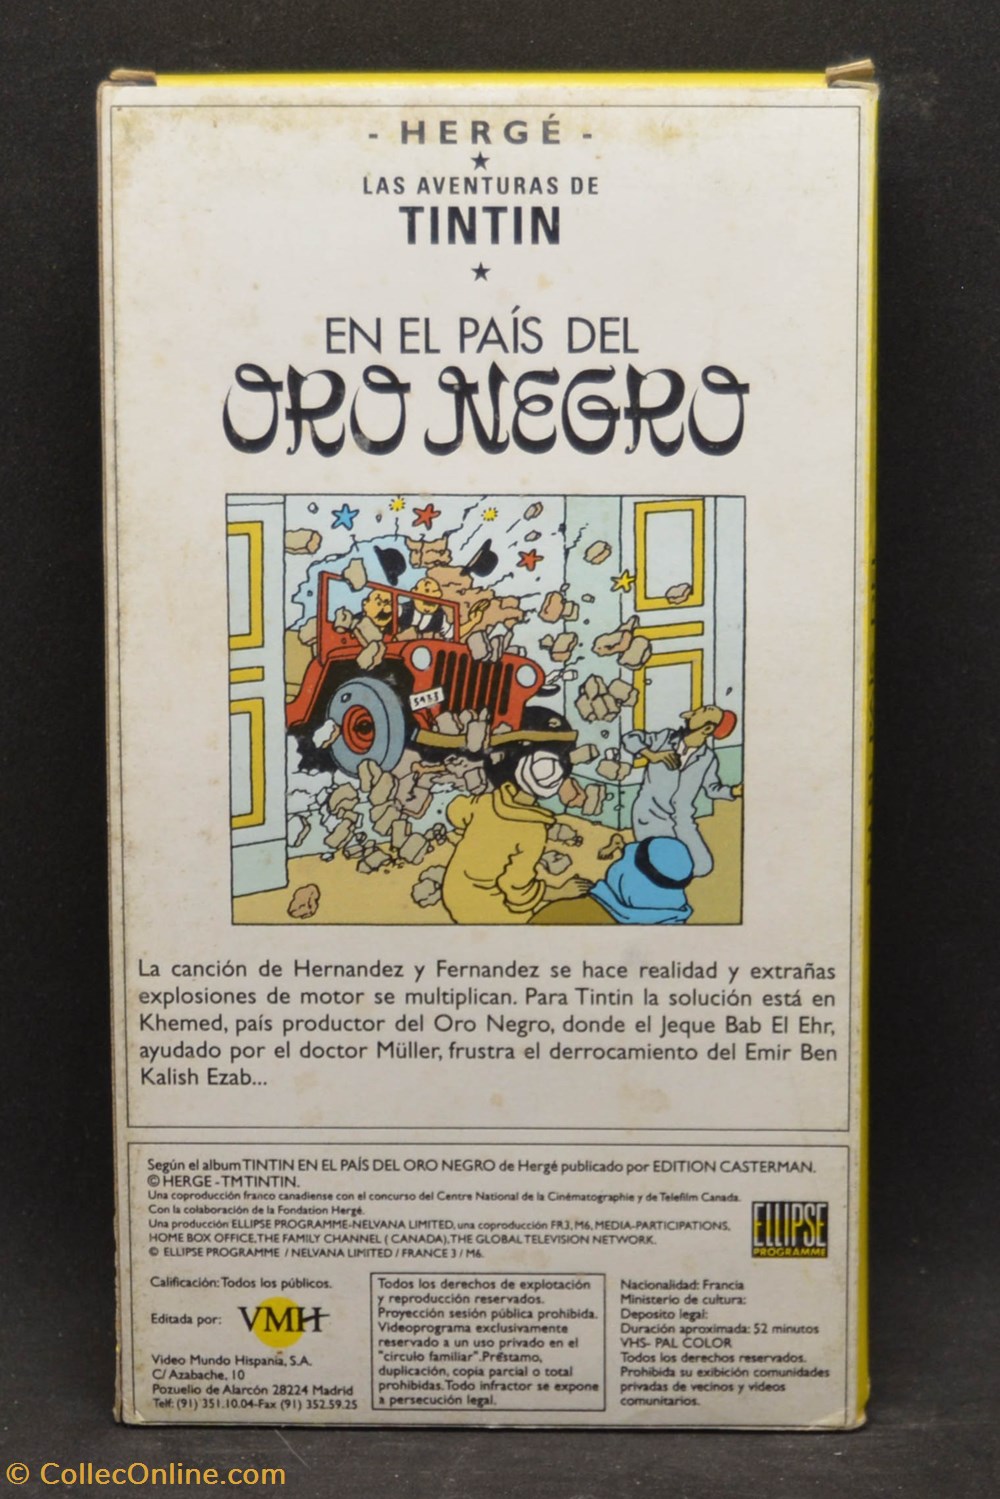 - HERGÉ -
LAS AVENTURAS DE
TINTIN
EN EL PAÍS DEL
ORO NEGRO
La canción de Hernandez y Fernandez se hace realidad y extrañas
explosiones de motor se multiplican. Para Tintin la solución está en
Khemed, país productor del Oro Negro, donde el Jeque Bab El Ehr,
ayudado por el doctor Müller, frustra el derrocamiento del Emir Ben
Kalish Ezab...
Según el album TINTIN EN EL PAÍS DEL ORO NEGRO de Hergé publicado por EDITION CASTERMAN.
© HERGE - TM TINTIN.
Una coproducción franco canadiense con el concurso del Centre National de la Cinématographie y de Telefilm Canada.
Con la colaboración de la Fondation Hergé.
Una producción ELLIPSE PROGRAMME-NELVANA LIMITED, una coproducción FR3, M6, MEDIA-PARTICIPATIONS,
HOME BOX OFFICE, THE FAMILY CHANNEL ( CANADA), THE GLOBAL TELEVISION NETWORK.
© ELLIPSE PROGRAMME / NELVANA LIMITED / FRANCE 3 / M6.
ELLIPSE
PROGRAMME
Calificación: Todos los públicos.
Editada por: VMH
Video Mundo Hispania, S.A.
C/ Azabache, 10
Pozuelo de Alarcón 28224 Madrid
Telf: (91) 351.10.04-Fax (91) 352.59.25
Todos los derechos de explotación
y reproducción reservados.
Proyección sesión pública prohibida.
Videoprograma exclusivamente
reservado a un uso privado en el
"circulo familiar". Préstamo,
duplicación, copia parcial o total
prohibidas. Todo infractor se expone
a persecución legal.
Nacionalidad: Francia
Ministerio de cultura:
Deposito legal:
Duración aproximada: 52 minutos
VHS- PAL COLOR
Todos los derechos reservados.
Prohibida su exibición comunidades
privadas de vecinos y videos
comunitarios.
© CollecOnline.com